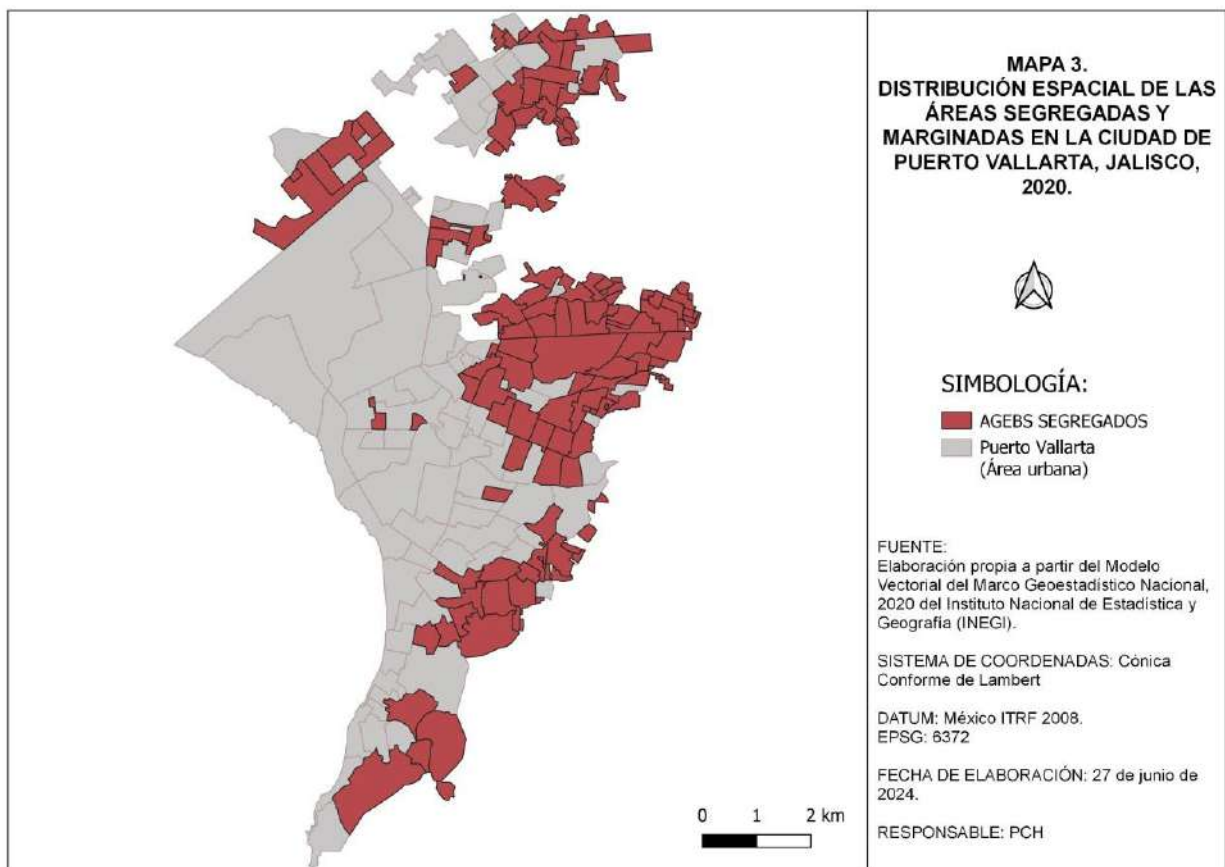 MAPA 3.
DISTRIBUCIÓN ESPACIAL DE LAS
ÁREAS SEGREGADAS Y
MARGINADAS EN LA CIUDAD DE
PUERTO VALLARTA, JALISCO,
2020.
SIMBOLOGÍA:
AGEBS SEGREGADOS
Puerto Vallarta
(Área urbana)
FUENTE:
Elaboración propia a partir del Modelo
Vectorial del Marco Geoestadístico Nacional,
2020 del Instituto Nacional de Estadística y
Geografía (INEGI).
SISTEMA DE COORDENADAS: Cónica
Conforme de Lambert
DATUM: México ITRF 2008.
EPSG: 6372
FECHA DE ELABORACIÓN: 27 de junio de
2024.
RESPONSABLE: PCH
0 1 2 km